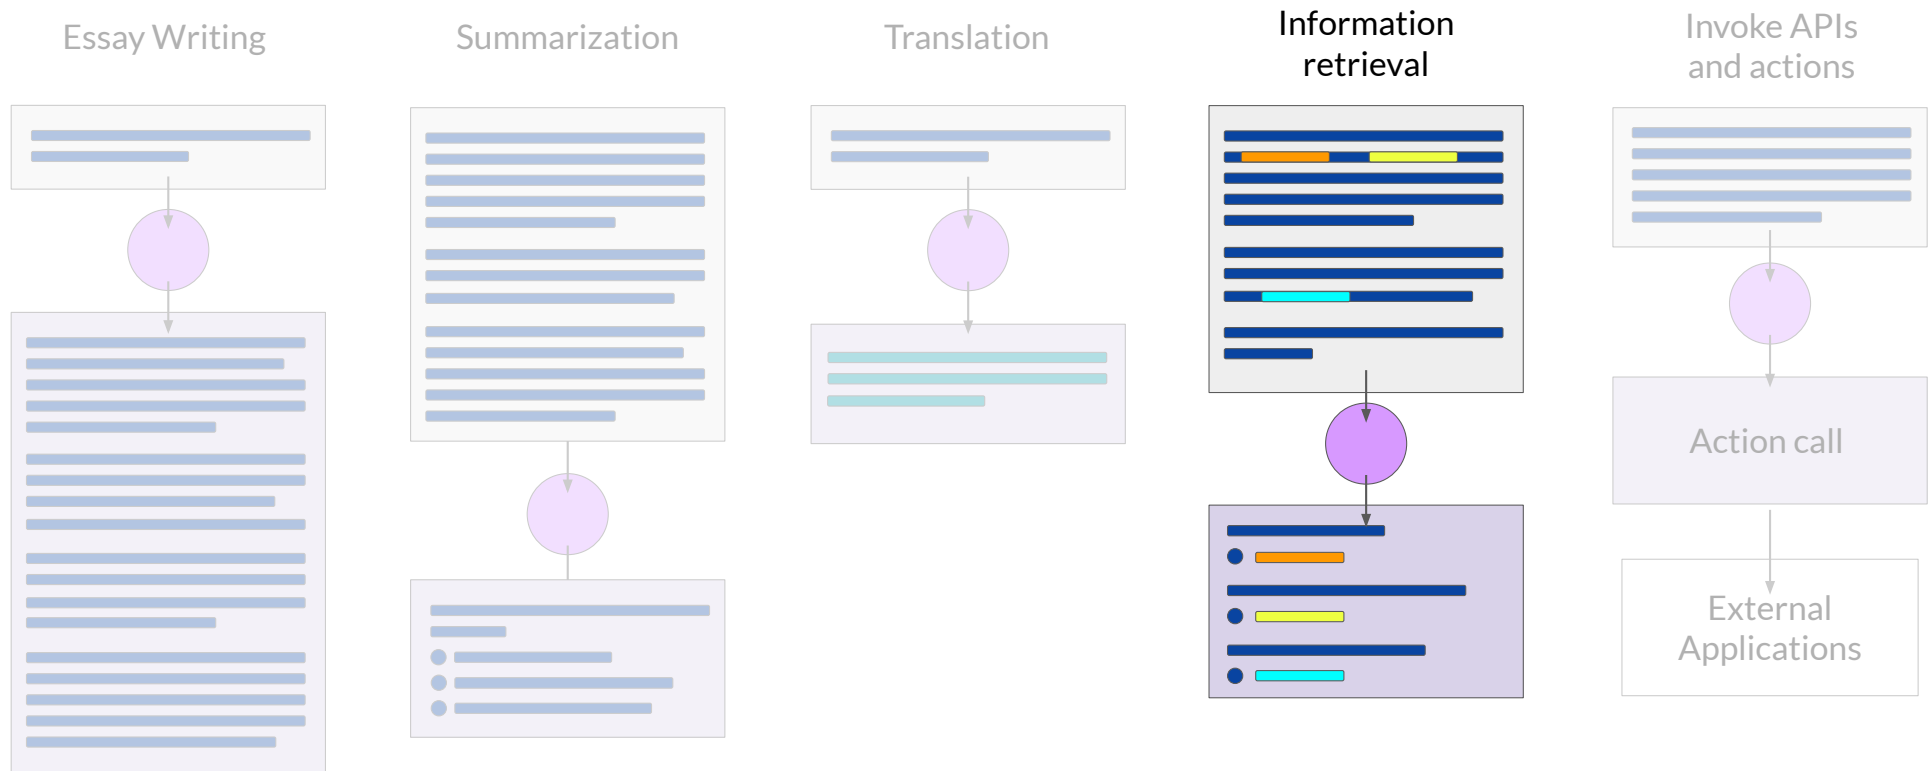 Essay Writing
Summarization
Translation
Information
retrieval
Invoke APIs
and actions
Action call
External
Applications